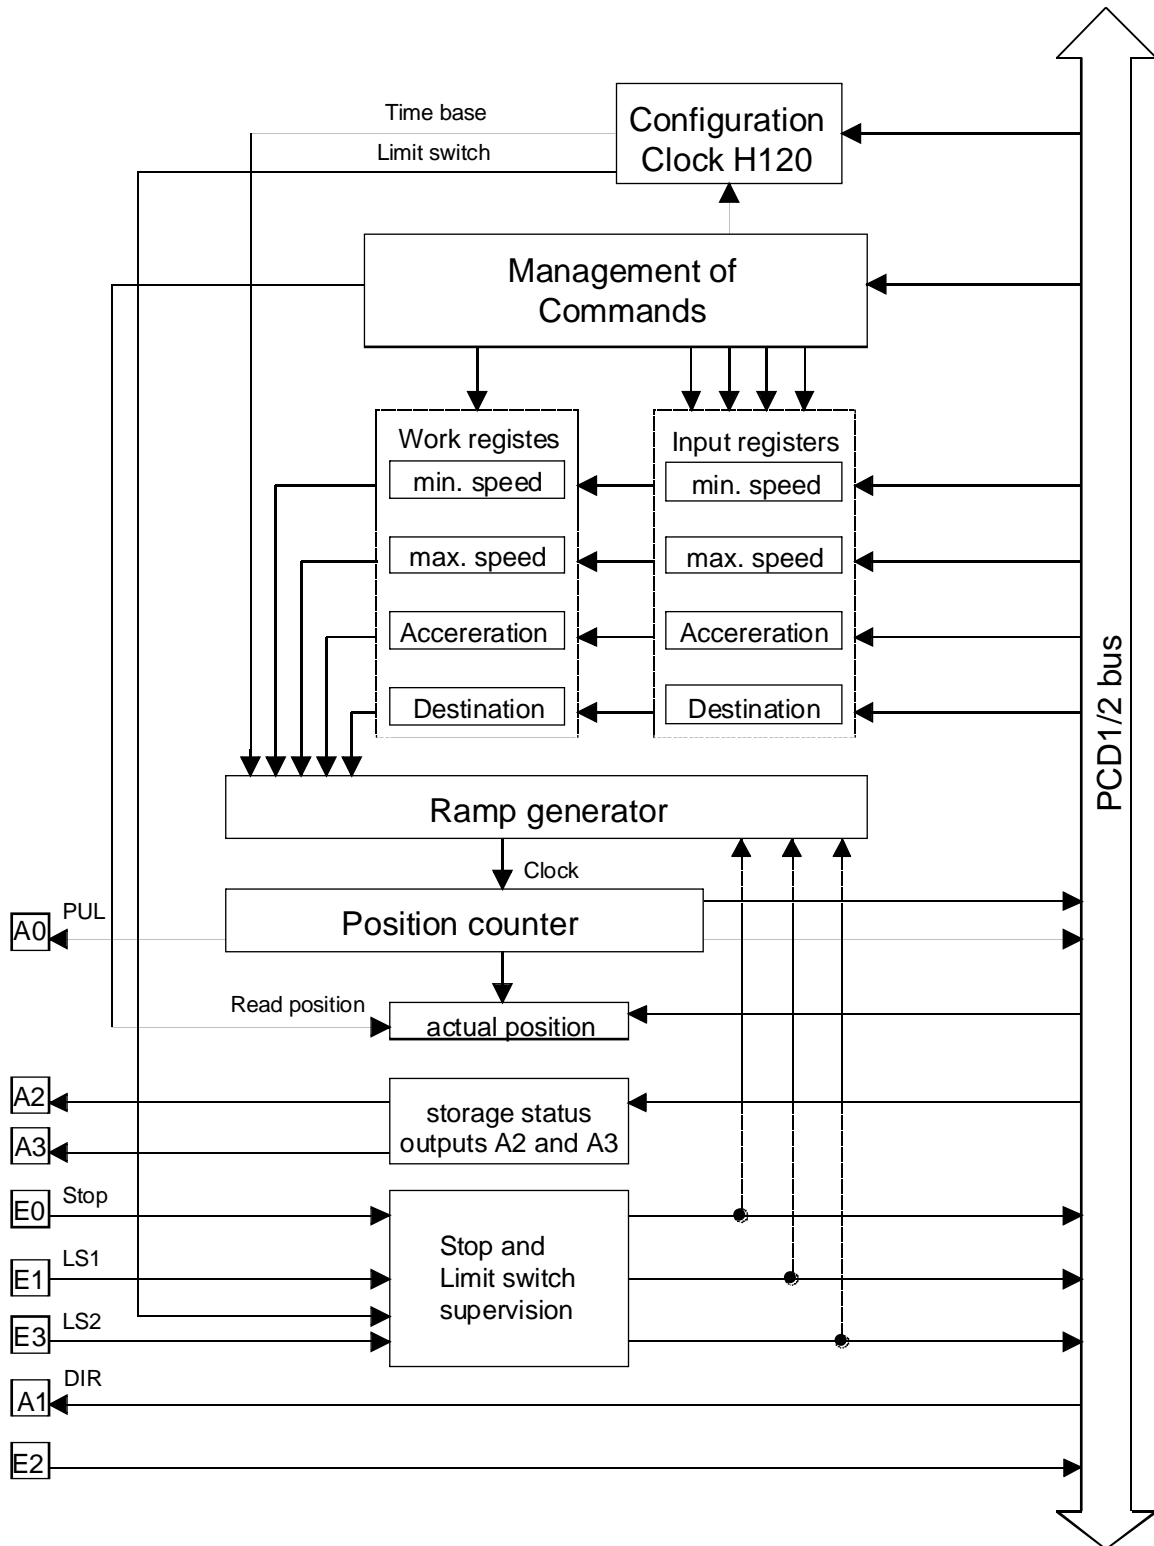 Time base
Limit switch
Configuration
Clock H120
Management of
Commands
Work registes
min. speed
max. speed
Accereration
Destination
Input registers
min. speed
max. speed
Accereration
Destination
PCD1/2 bus
Ramp generator
Clock
Position counter
A0
PUL
Read position
actual position
A2
A3
storage status
outputs A2 and A3
E0
Stop
E1
LS1
E3
LS2
Stop and
Limit switch
supervision
A1
DIR
E2